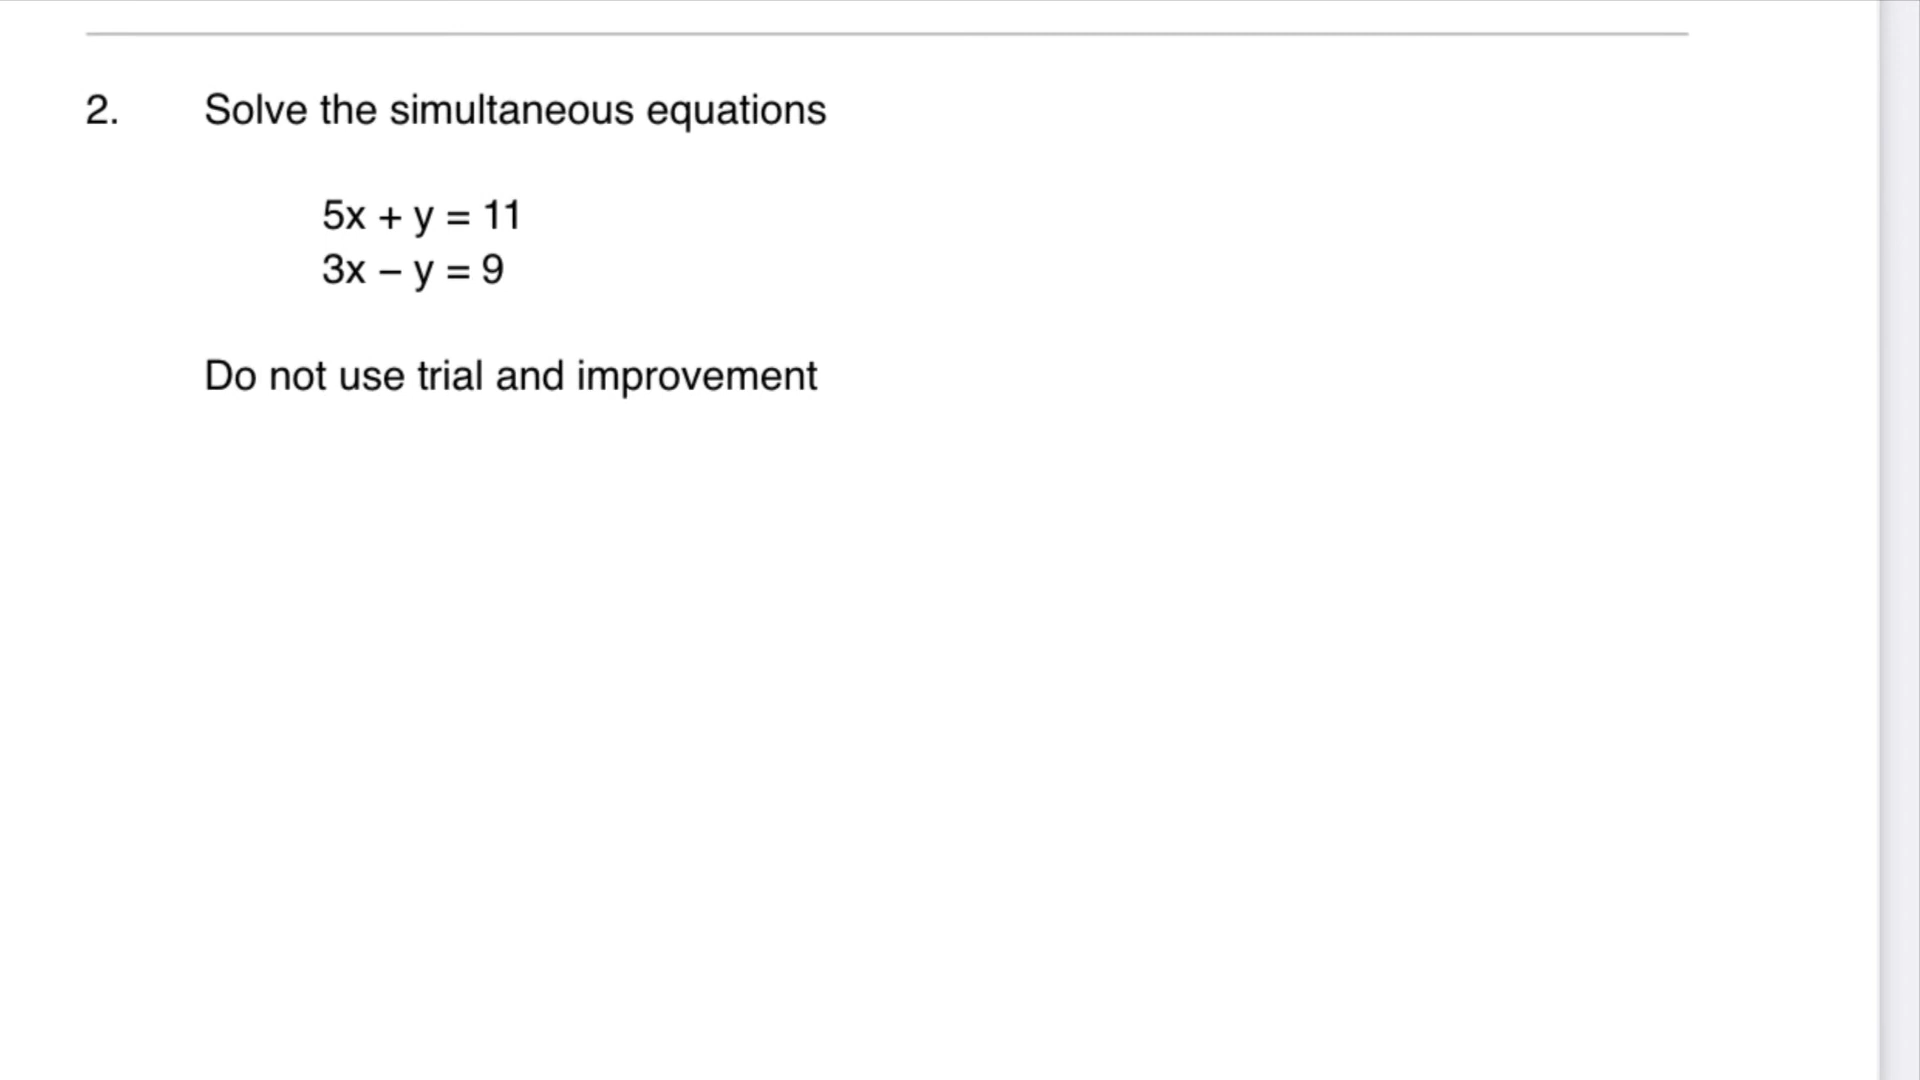 2. Solve the simultaneous equations
5x + y = 11
3x – y = 9
Do not use trial and improvement